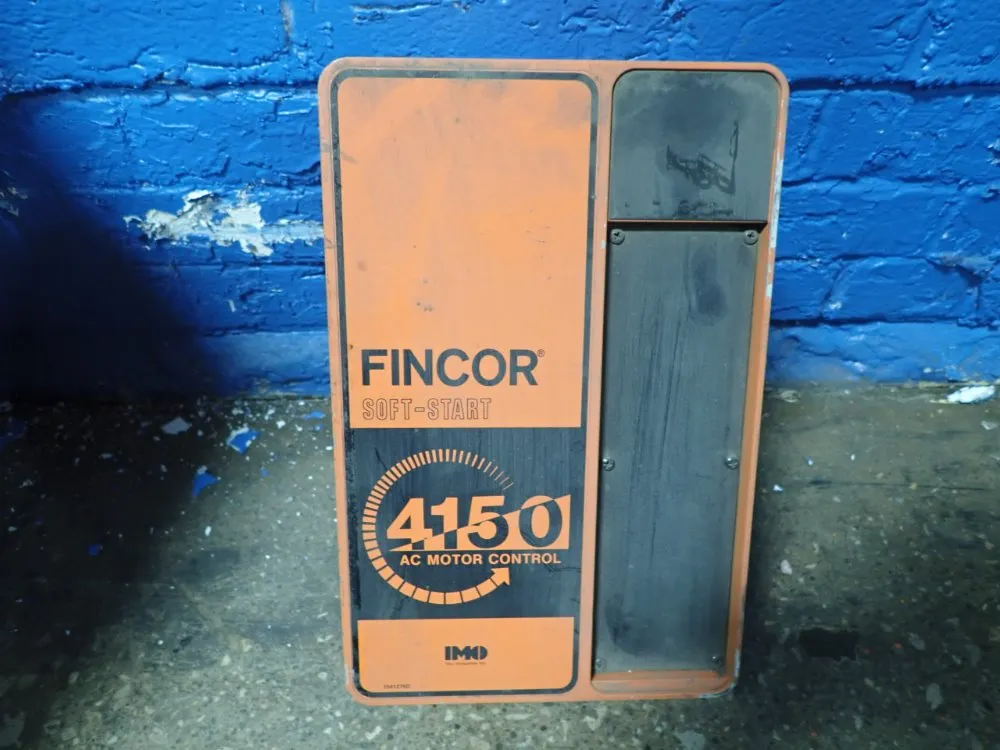 FINCOR®
SOFT-START
4150
AC MOTOR CONTROL
IMO